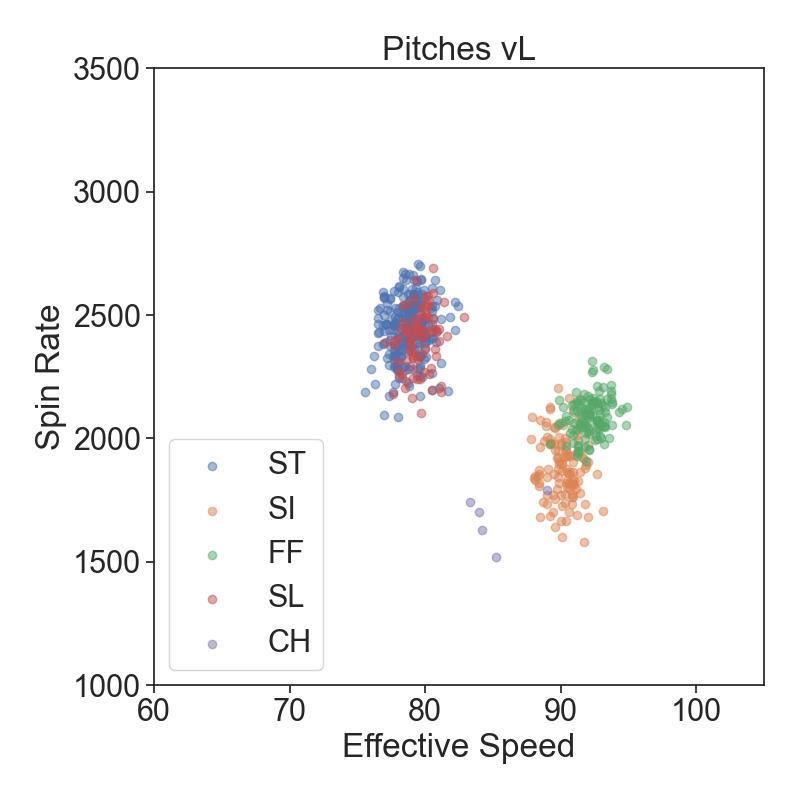 Pitches vL
3500
3000
2500
2000
1500
1000
Spin Rate
ST
SI
FF
SL
CH
60 70 80 90 100
Effective Speed